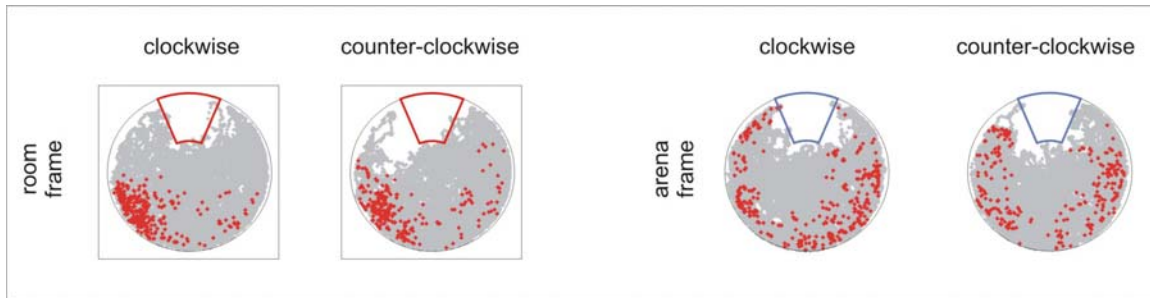 clockwise
counter-clockwise
clockwise
counter-clockwise
room
frame
arena
frame